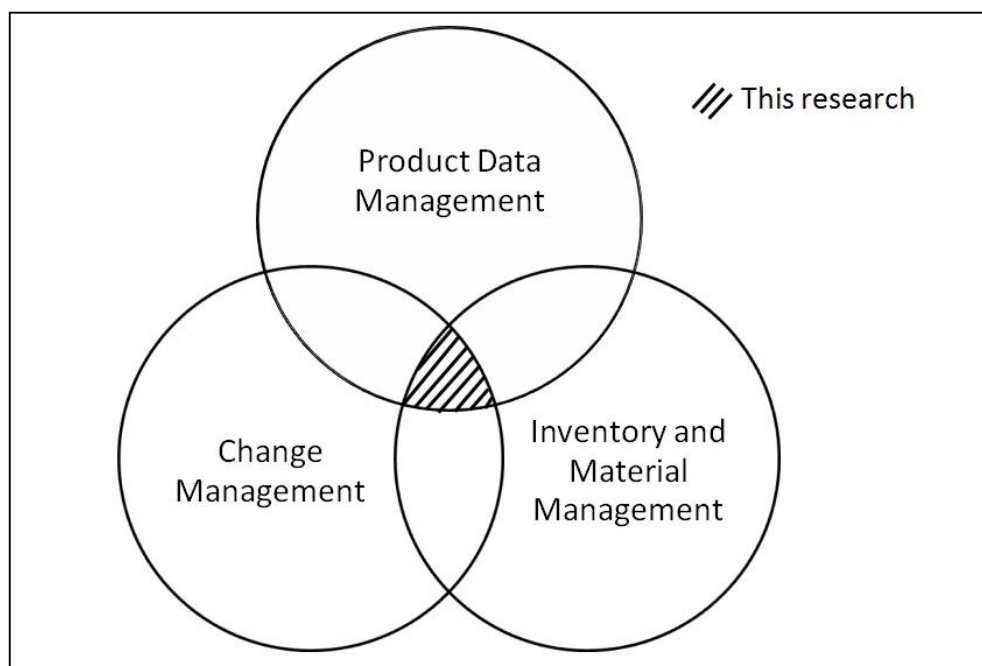 This research
Product Data
Management
Change
Management
Inventory and
Material
Management